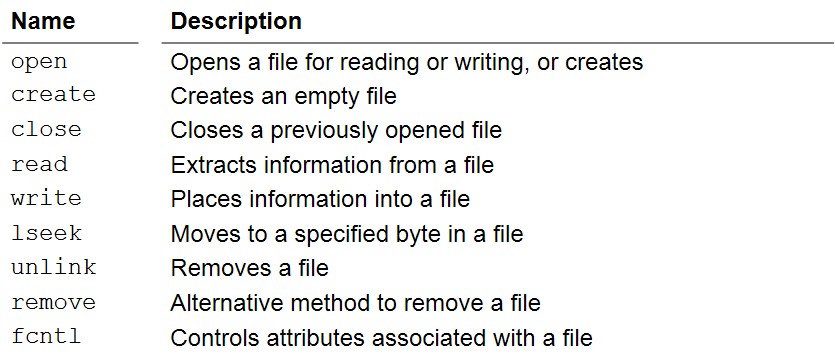 Name Description
open Opens a file for reading or writing, or creates
create Creates an empty file
close Closes a previously opened file
read Extracts information from a file
write Places information into a file
lseek Moves to a specified byte in a file
unlink Removes a file
remove Alternative method to remove a file
fcntl Controls attributes associated with a file